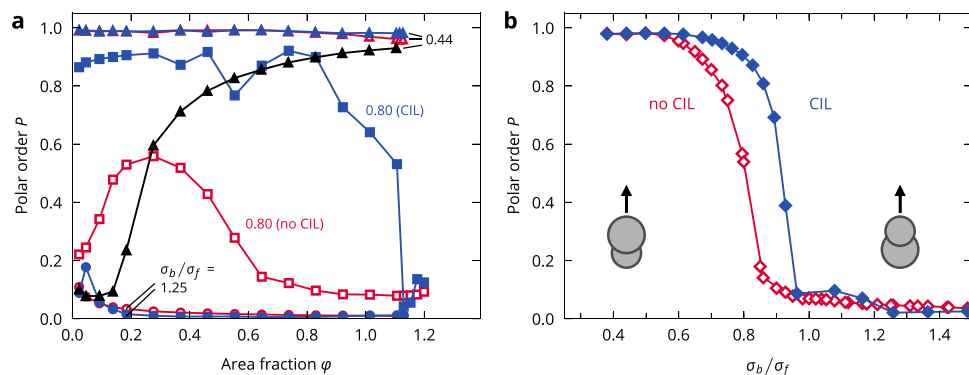 a
Polar order P
1.0
0.8
0.6
0.4
0.2
0.0
0.44
0.80 (CIL)
0.80 (no CIL)
σb/σf =
1.25
0.0 0.2 0.4 0.6 0.8 1.0 1.2
Area fraction φ
b
Polar order P
1.0
0.8
0.6
0.4
0.2
0.0
no CIL
CIL
0.4 0.6 0.8 1.0 1.2 1.4
σb/σf